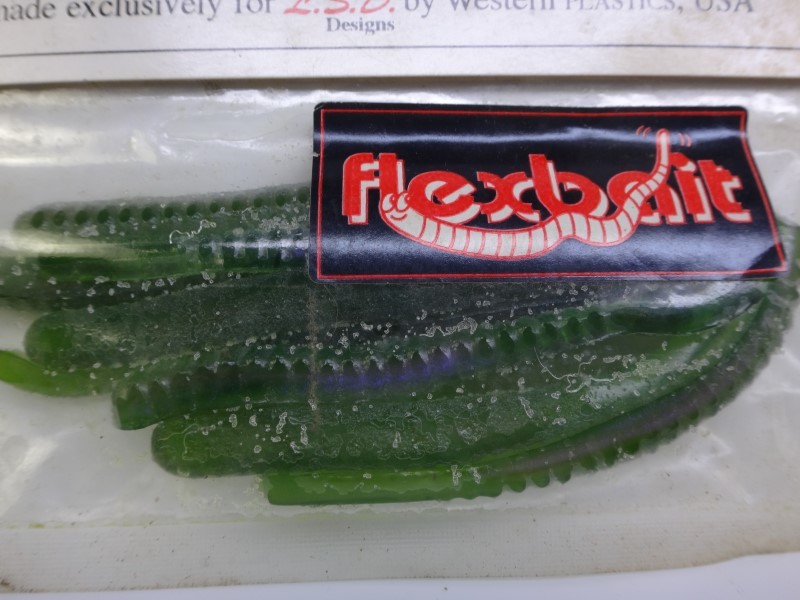 made exclusively for L.S.D. by Western PLASTICS, USA
Designs
flexbait